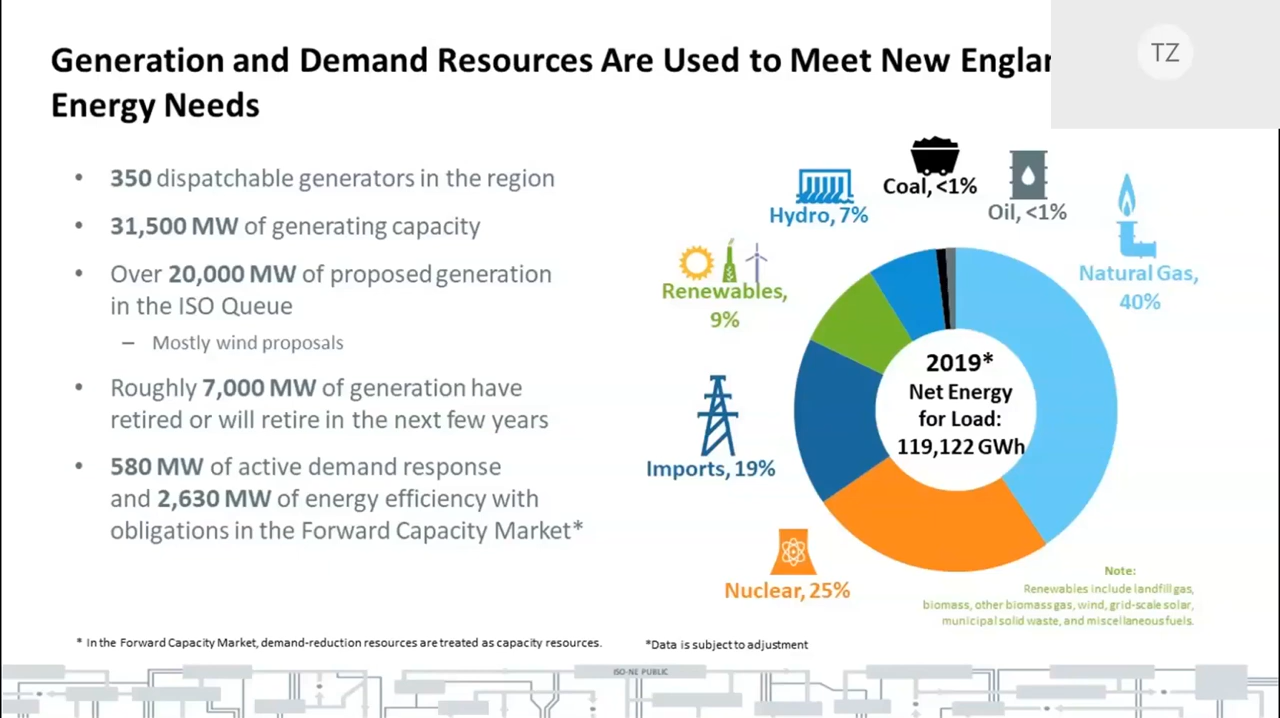 Generation and Demand Resources Are Used to Meet New
Energy Needs
TZ
• 350 dispatchable generators in the region
• 31,500 MW of generating capacity
• Over 20,000 MW of proposed generation
in the ISO Queue
– Mostly wind proposals
• Roughly 7,000 MW of generation have
retired or will retire in the next few years
• 580 MW of active demand response
and 2,630 MW of energy efficiency with
obligations in the Forward Capacity Market*
Coal, <1%
Oil, <1%
Hydro, 7%
Natural Gas,
40%
Renewables,
9%
Imports, 19%
Nuclear, 25%
2019*
Net Energy
for Load:
119,122 GWh
Note:
Renewables include landfill gas,
biomass, other biomass gas, wind, grid-scale solar,
municipal solid waste, and miscellaneous fuels.
* In the Forward Capacity Market, demand-reduction resources are treated as capacity resources.
*Data is subject to adjustment
ISO-NE PUBLIC